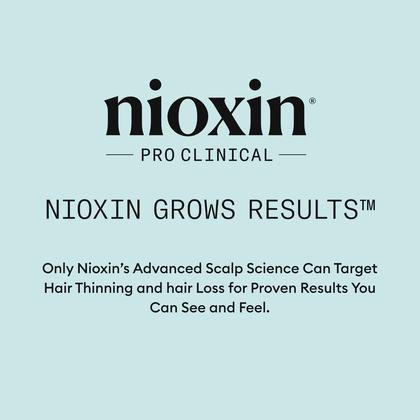 nioxin®
PRO CLINICAL
NIOXIN GROWS RESULTS™
Only Nioxin’s Advanced Scalp Science Can Target
Hair Thinning and hair Loss for Proven Results You
Can See and Feel.